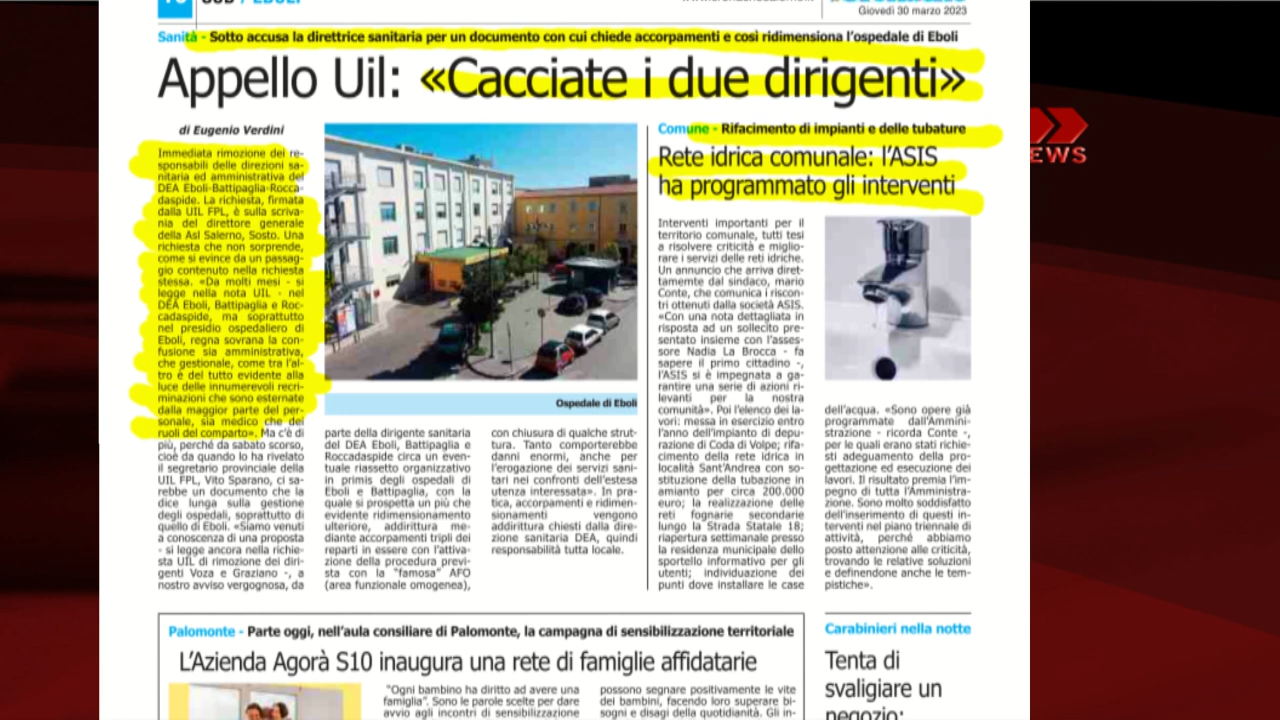 Giovedì 30 marzo 2023
Sanità - Sotto accusa la direttrice sanitaria per un documento con cui chiede accorpamenti e così ridimensiona l'ospedale di Eboli
Appello Uil: «Cacciate i due dirigenti»
di Eugenio Verdini
Immediata rimozione dei re-
sponsabili delle direzioni sa-
nitaria ed amministrativa del
DEA Eboli-Battipaglia-Rocca-
daspide. La richiesta, firmata
dalla UIL FPL, è sulla scriva-
nia del direttore generale
della Asl Salerno, Sosto. Una
richiesta che non sorprende,
come si evince da un passag-
gio contenuto nella richiesta
stessa. «Da molti mesi - si
legge nella nota UIL - nel
DEA Eboli, Battipaglia e Roc-
cadaspide, ma soprattutto
nel presidio ospedaliero di
Eboli, regna sovrana la con-
fusione sia amministrativa,
che gestionale, come tra l'al-
tro è del tutto evidente alla
luce delle innumerevoli recri-
minazioni che sono esternate
dalla maggior parte del per-
sonale, sia medico che dei
ruoli del comparto». Ma c'è di
più, perché da sabato scorso,
cioè da quando lo ha rivelato
il segretario provinciale della
UIL FPL, Vito Sparano, ci sa-
rebbe un documento che la
dice lunga sulla gestione
degli ospedali, soprattutto di
quello di Eboli. «Siamo venuti
a conoscenza di una proposta
- si legge ancora nella richie-
sta UIL di rimozione dei diri-
genti Voza e Graziano -, a
nostro avviso vergognosa, da
Ospedale di Eboli
parte della dirigente sanitaria
del DEA Eboli, Battipaglia e
Roccadaspide circa un even-
tuale riassetto organizzativo
in primis degli ospedali di
Eboli e Battipaglia, con la
quale si prospetta un più che
evidente ridimensionamento
ulteriore, addirittura me-
diante accorpamenti tripli dei
reparti in essere con l'attiva-
zione della procedura previ-
sta con la "famosa" AFO
(area funzionale omogenea),
con chiusura di qualche strut-
tura. Tanto comporterebbe
danni enormi, anche per
l'erogazione dei servizi sani-
tari nei confronti dell'estesa
utenza interessata». In pra-
tica, accorpamenti e ridimen-
sionamenti vengono
addirittura chiesti dalla dire-
zione sanitaria DEA, quindi
responsabilità tutta locale.
Comune - Rifacimento di impianti e delle tubature
Rete idrica comunale: l'ASIS
ha programmato gli interventi
Interventi importanti per il
territorio comunale, tutti tesi
a risolvere criticità e miglio-
rare i servizi delle reti idriche.
Un annuncio che arriva diret-
tamemte dal sindaco, mario
Conte, che comunica i riscon-
tri ottenuti dalla società ASIS.
«Con una nota dettagliata in
risposta ad un sollecito pre-
sentato insieme con l'asses-
sore Nadia La Brocca - fa
sapere il primo cittadino -,
l'ASIS si è impegnata a ga-
rantire una serie di azioni ri-
levanti per la nostra
comunità». Poi l'elenco dei la-
vori: messa in esercizio entro
l'anno dell'impianto di depu-
razione di Coda di Volpe; rifa-
cimento della rete idrica in
località Sant'Andrea con so-
stituzione della tubazione in
amianto per circa 200.000
euro; la realizzazione delle
reti fognarie secondarie
lungo la Strada Statale 18;
riapertura settimanale presso
la residenza municipale dello
sportello informativo per gli
utenti; individuazione dei
punti dove installare le case
dell'acqua. «Sono opere già
programmate dall'Ammini-
strazione - ricorda Conte -,
per le quali erano stati richie-
sti adeguamento della pro-
gettazione ed esecuzione dei
lavori. Il risultato premia l'im-
pegno di tutta l'Amministra-
zione. Sono molto soddisfatto
dell'inserimento di questi in-
terventi nel piano triennale di
attività, perché abbiamo
posto attenzione alle criticità,
trovando le relative soluzioni
e definendone anche le tem-
pistiche».
EWS
Palomonte - Parte oggi, nell'aula consiliare di Palomonte, la campagna di sensibilizzazione territoriale
L'Azienda Agorà S10 inaugura una rete di famiglie affidatarie
"Ogni bambino ha diritto ad avere una
famiglia". Sono le parole scelte per dare
avvio agli incontri di sensibilizzazione
possono segnare positivamente le vite
dei bambini, facendo loro superare bi-
sogni e disagi della quotidianità. Gli in-
Carabinieri nella notte
Tenta di
svaligiare un
negozio: